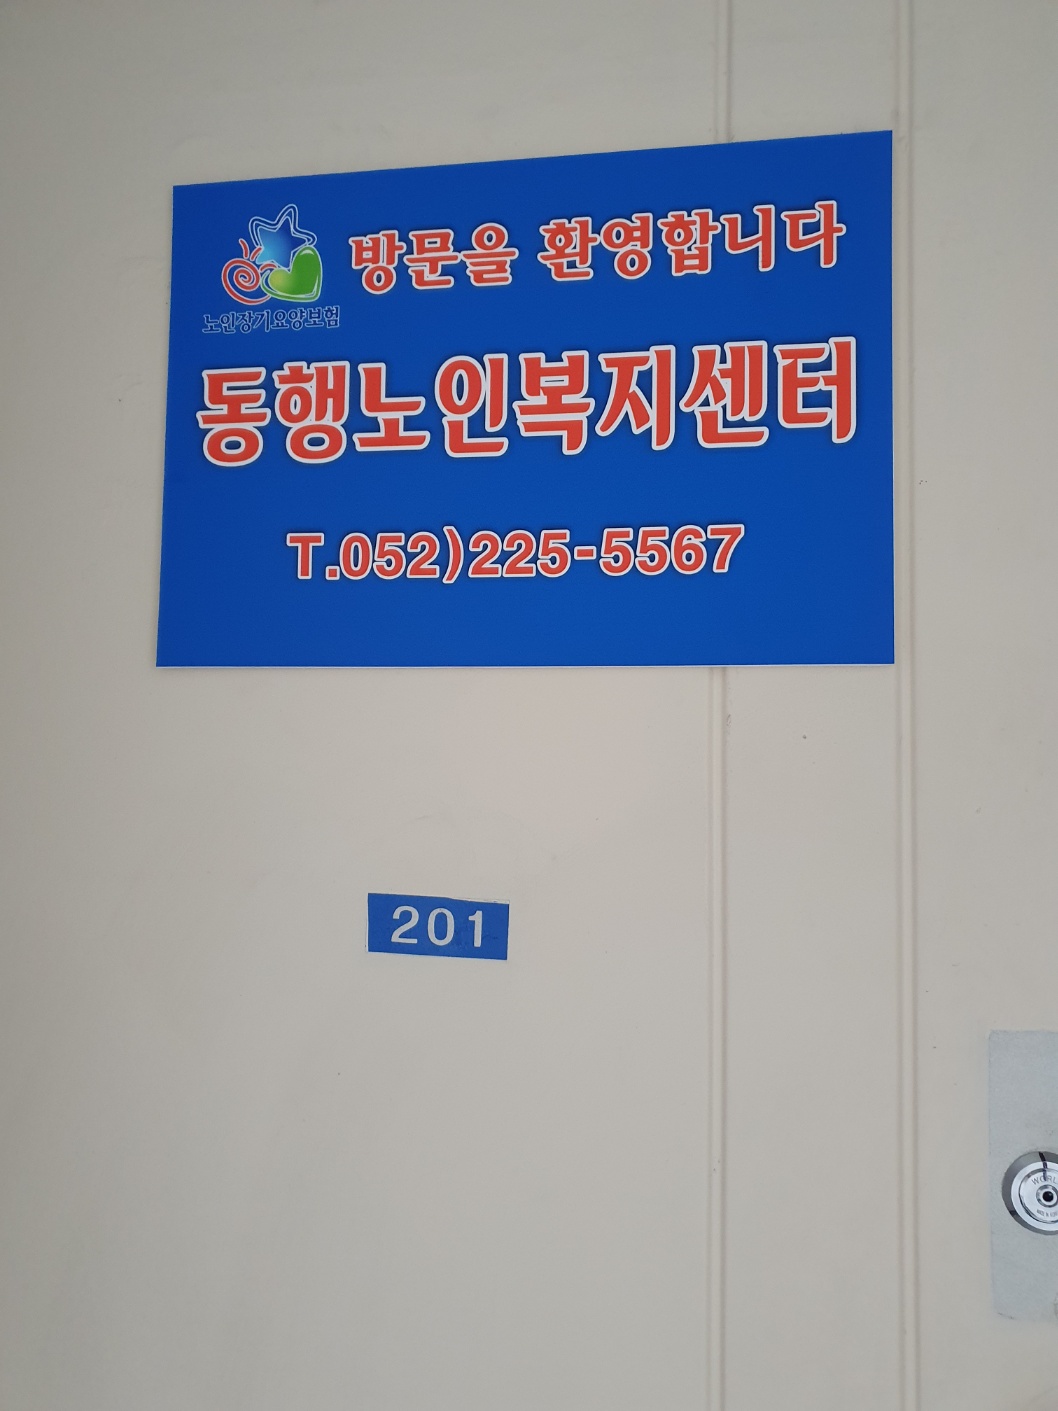 방문을 환영합니다
노인장기요양보험
동행노인복지센터
T.052)225-5567
201